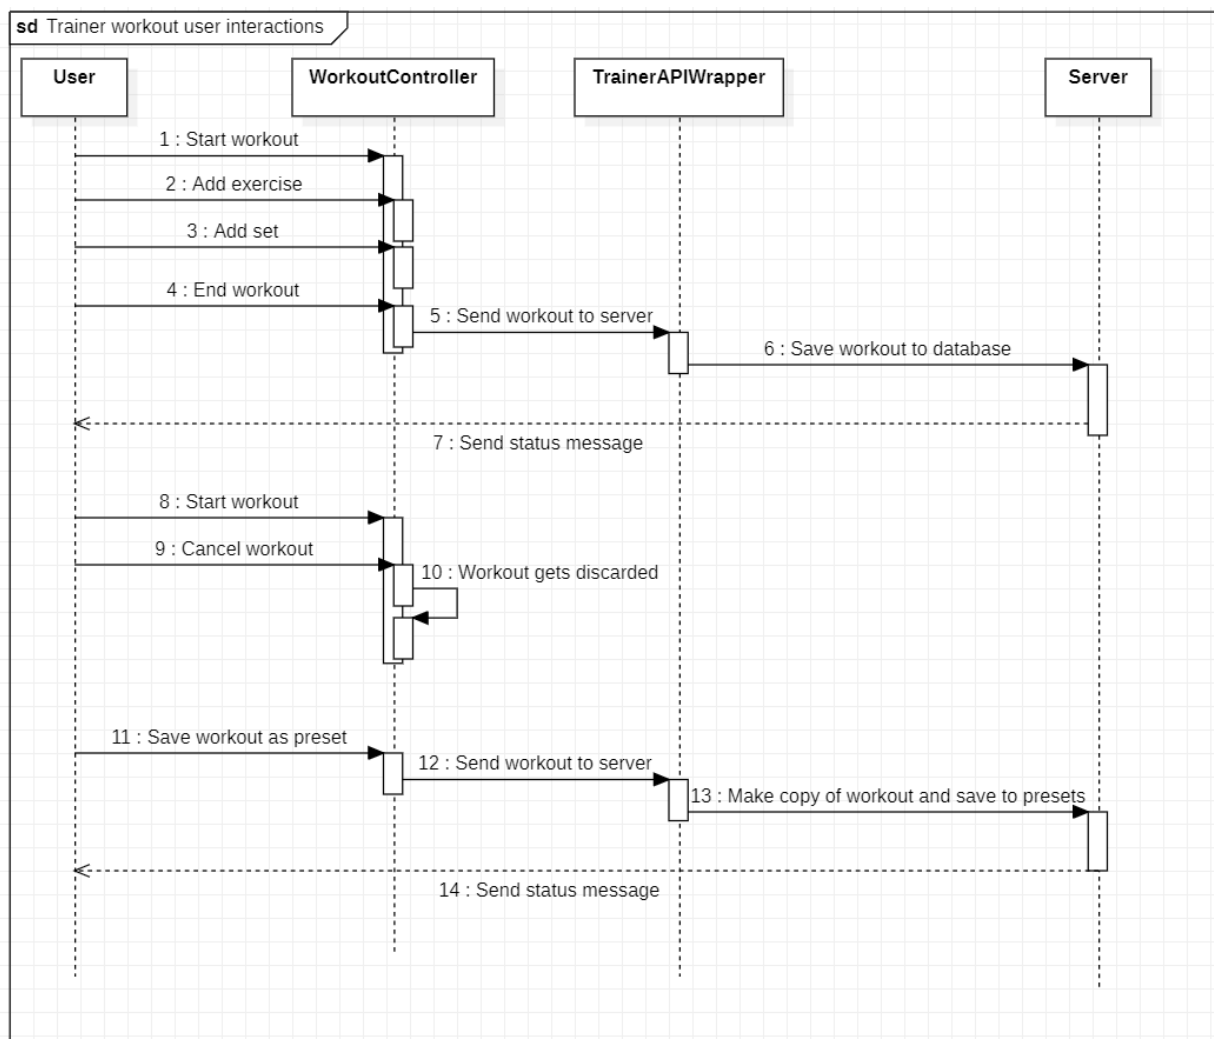 sd Trainer workout user interactions
User
WorkoutController
TrainerAPIWrapper
Server
1 : Start workout
2 : Add exercise
3 : Add set
4 : End workout
5 : Send workout to server
6 : Save workout to database
7 : Send status message
8 : Start workout
9 : Cancel workout
10 : Workout gets discarded
11 : Save workout as preset
12 : Send workout to server
13 : Make copy of workout and save to presets
14 : Send status message